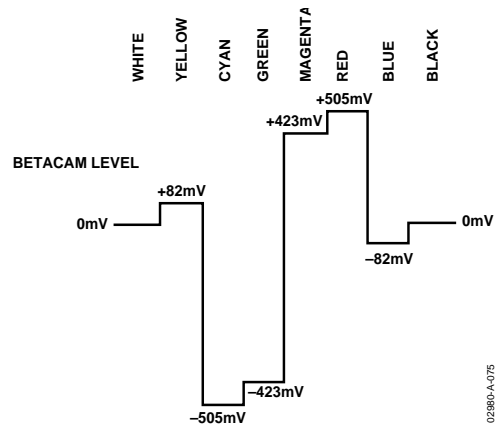 WHITE
YELLOW
CYAN
GREEN
MAGENTA
RED
BLUE
BLACK
+505mV
+423mV
BETACAM LEVEL
+82mV
0mV
0mV
–82mV
–423mV
–505mV
02980-A-075